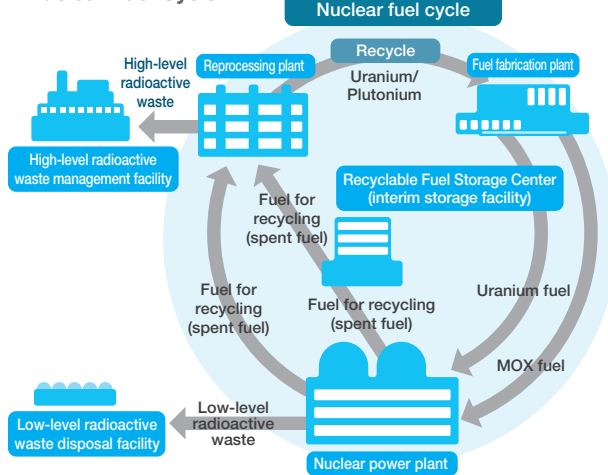 Nuclear fuel cycle
Recycle
Uranium/
Plutonium
Reprocessing plant
Fuel fabrication plant
High-level
radioactive
waste
High-level radioactive
waste management facility
Recyclable Fuel Storage Center
(interim storage facility)
Fuel for
recycling
(spent fuel)
Fuel for
recycling
(spent fuel)
Fuel for recycling
(spent fuel)
Uranium fuel
MOX fuel
Low-level
radioactive
waste
Low-level radioactive
waste disposal facility
Nuclear power plant